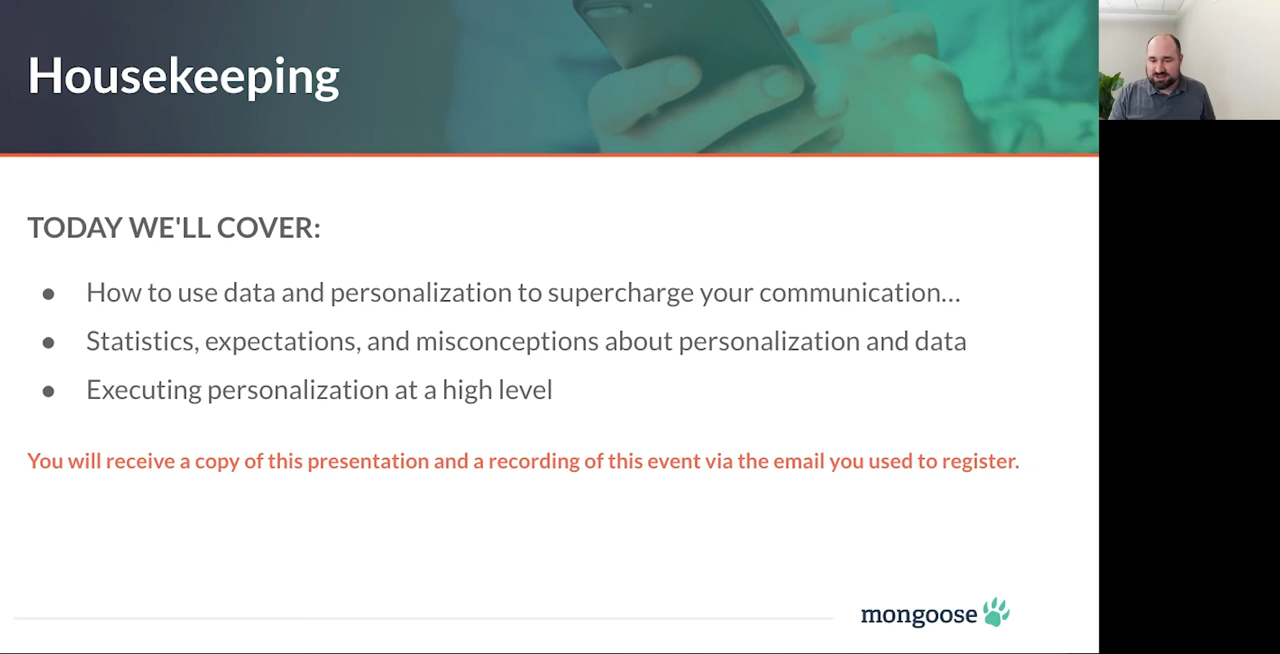 Housekeeping
TODAY WE'LL COVER:
● How to use data and personalization to supercharge your communication...
● Statistics, expectations, and misconceptions about personalization and data
● Executing personalization at a high level
You will receive a copy of this presentation and a recording of this event via the email you used to register.
mongoose